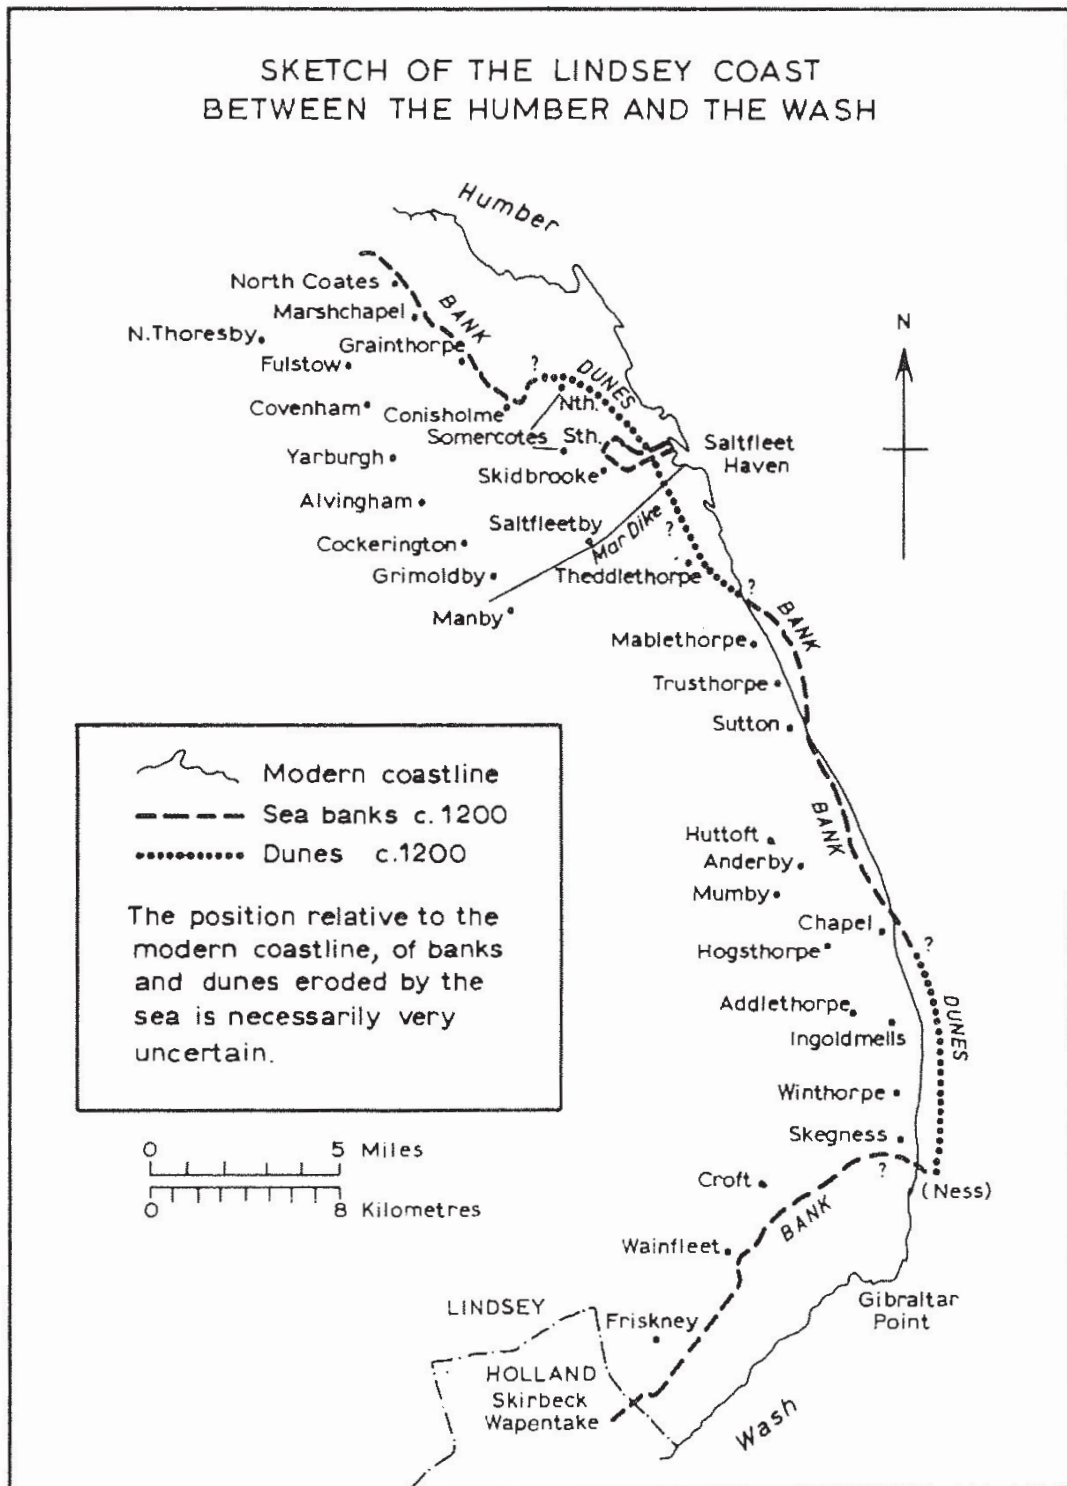 SKETCH OF THE LINDSEY COAST
BETWEEN THE HUMBER AND THE WASH
Humber
North Coates
BANK
Marshchapel
N
N.Thoresby
Grainthorpe
Fulstow
?
DUNES
Covenham
Conisholme
Nth.
Somercotes
Sth.
Saltfleet
Haven
Yarburgh
Skidbrooke
Alvingham
Saltfleetby
Mar Dike
?
Cockerington
Grimoldby
Theddlethorpe
?
Manby
BANK
Mablethorpe
Trusthorpe
Sutton
Modern coastline
Sea banks c.1200
Dunes c.1200
The position relative to the
modern coastline, of banks
and dunes eroded by the
sea is necessarily very
uncertain.
BANK
Huttoft
Anderby
Mumby
Chapel
?
Hogsthorpe
Addlethorpe
DUNES
Ingoldmells
Winthorpe
Skegness
0 5 Miles
0 8 Kilometres
?
Croft
(Ness)
BANK
Wainfleet
Gibraltar
Point
LINDSEY
Friskney
HOLLAND
Skirbeck
Wapentake
Wash